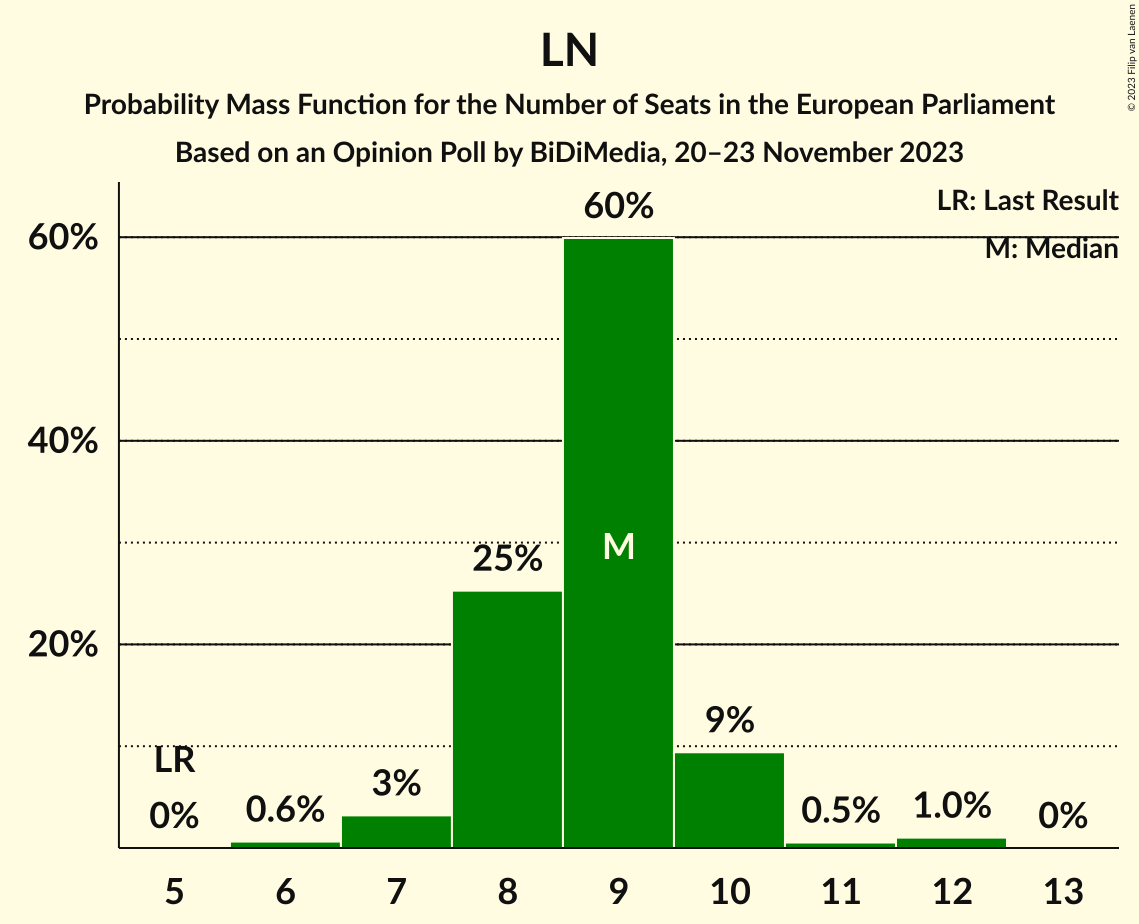 LN
Probability Mass Function for the Number of Seats in the European Parliament
Based on an Opinion Poll by BiDiMedia, 20–23 November 2023
© 2023 Filip van Laenen
LR: Last Result
M: Median
60%
40%
20%
LR
0%
0.6%
3%
25%
60%
M
9%
0.5%
1.0%
0%
5 6 7 8 9 10 11 12 13